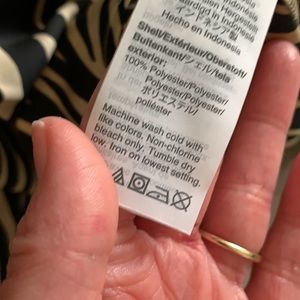 Hecho en Indonesia
Shell/Extérieur/Oberstoff/
Buitenkant/シェル/Tela
exterior:
100% Polyester/Polyester/
Polyester/Polyester/
ポリエステル/
poliéster
Machine wash cold with
like colors. Non-chlorine
bleach only. Tumble dry
low. Iron on lowest setting.